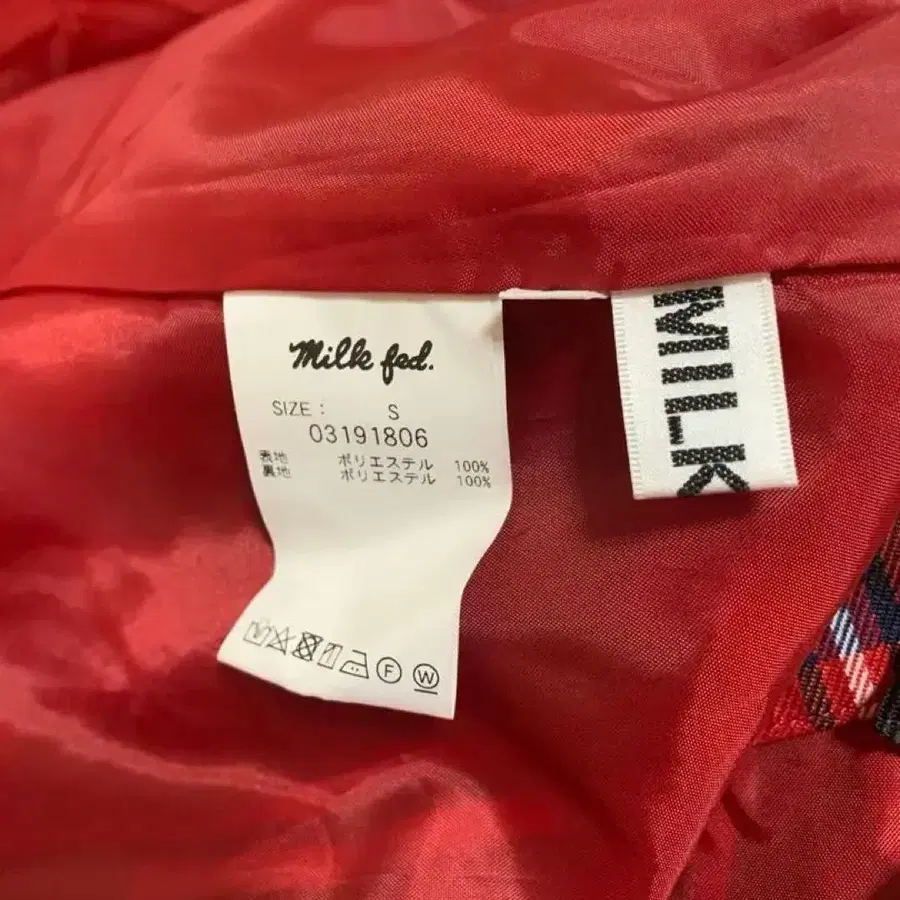 Milk fed.
SIZE : S
03191806
表地 ポリエステル 100%
裏地 ポリエステル 100%
F W
MILK